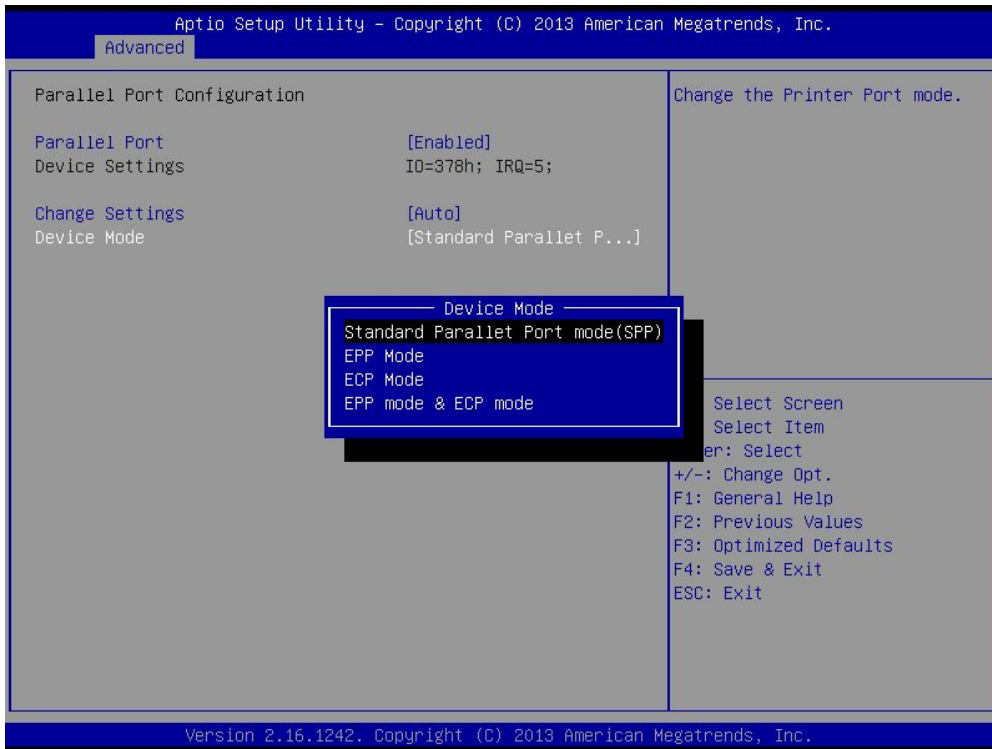 Aptio Setup Utility – Copyright (C) 2013 American Megatrends, Inc.
Advanced
Parallel Port Configuration
Parallel Port [Enabled]
Device Settings IO=378h; IRQ=5;
Change Settings [Auto]
Device Mode [Standard Parallet P...]
Change the Printer Port mode.
Device Mode
Standard Parallet Port mode(SPP)
EPP Mode
ECP Mode
EPP mode & ECP mode
Select Screen
Select Item
er: Select
+/-: Change Opt.
F1: General Help
F2: Previous Values
F3: Optimized Defaults
F4: Save & Exit
ESC: Exit
Version 2.16.1242. Copyright (C) 2013 American Megatrends, Inc.